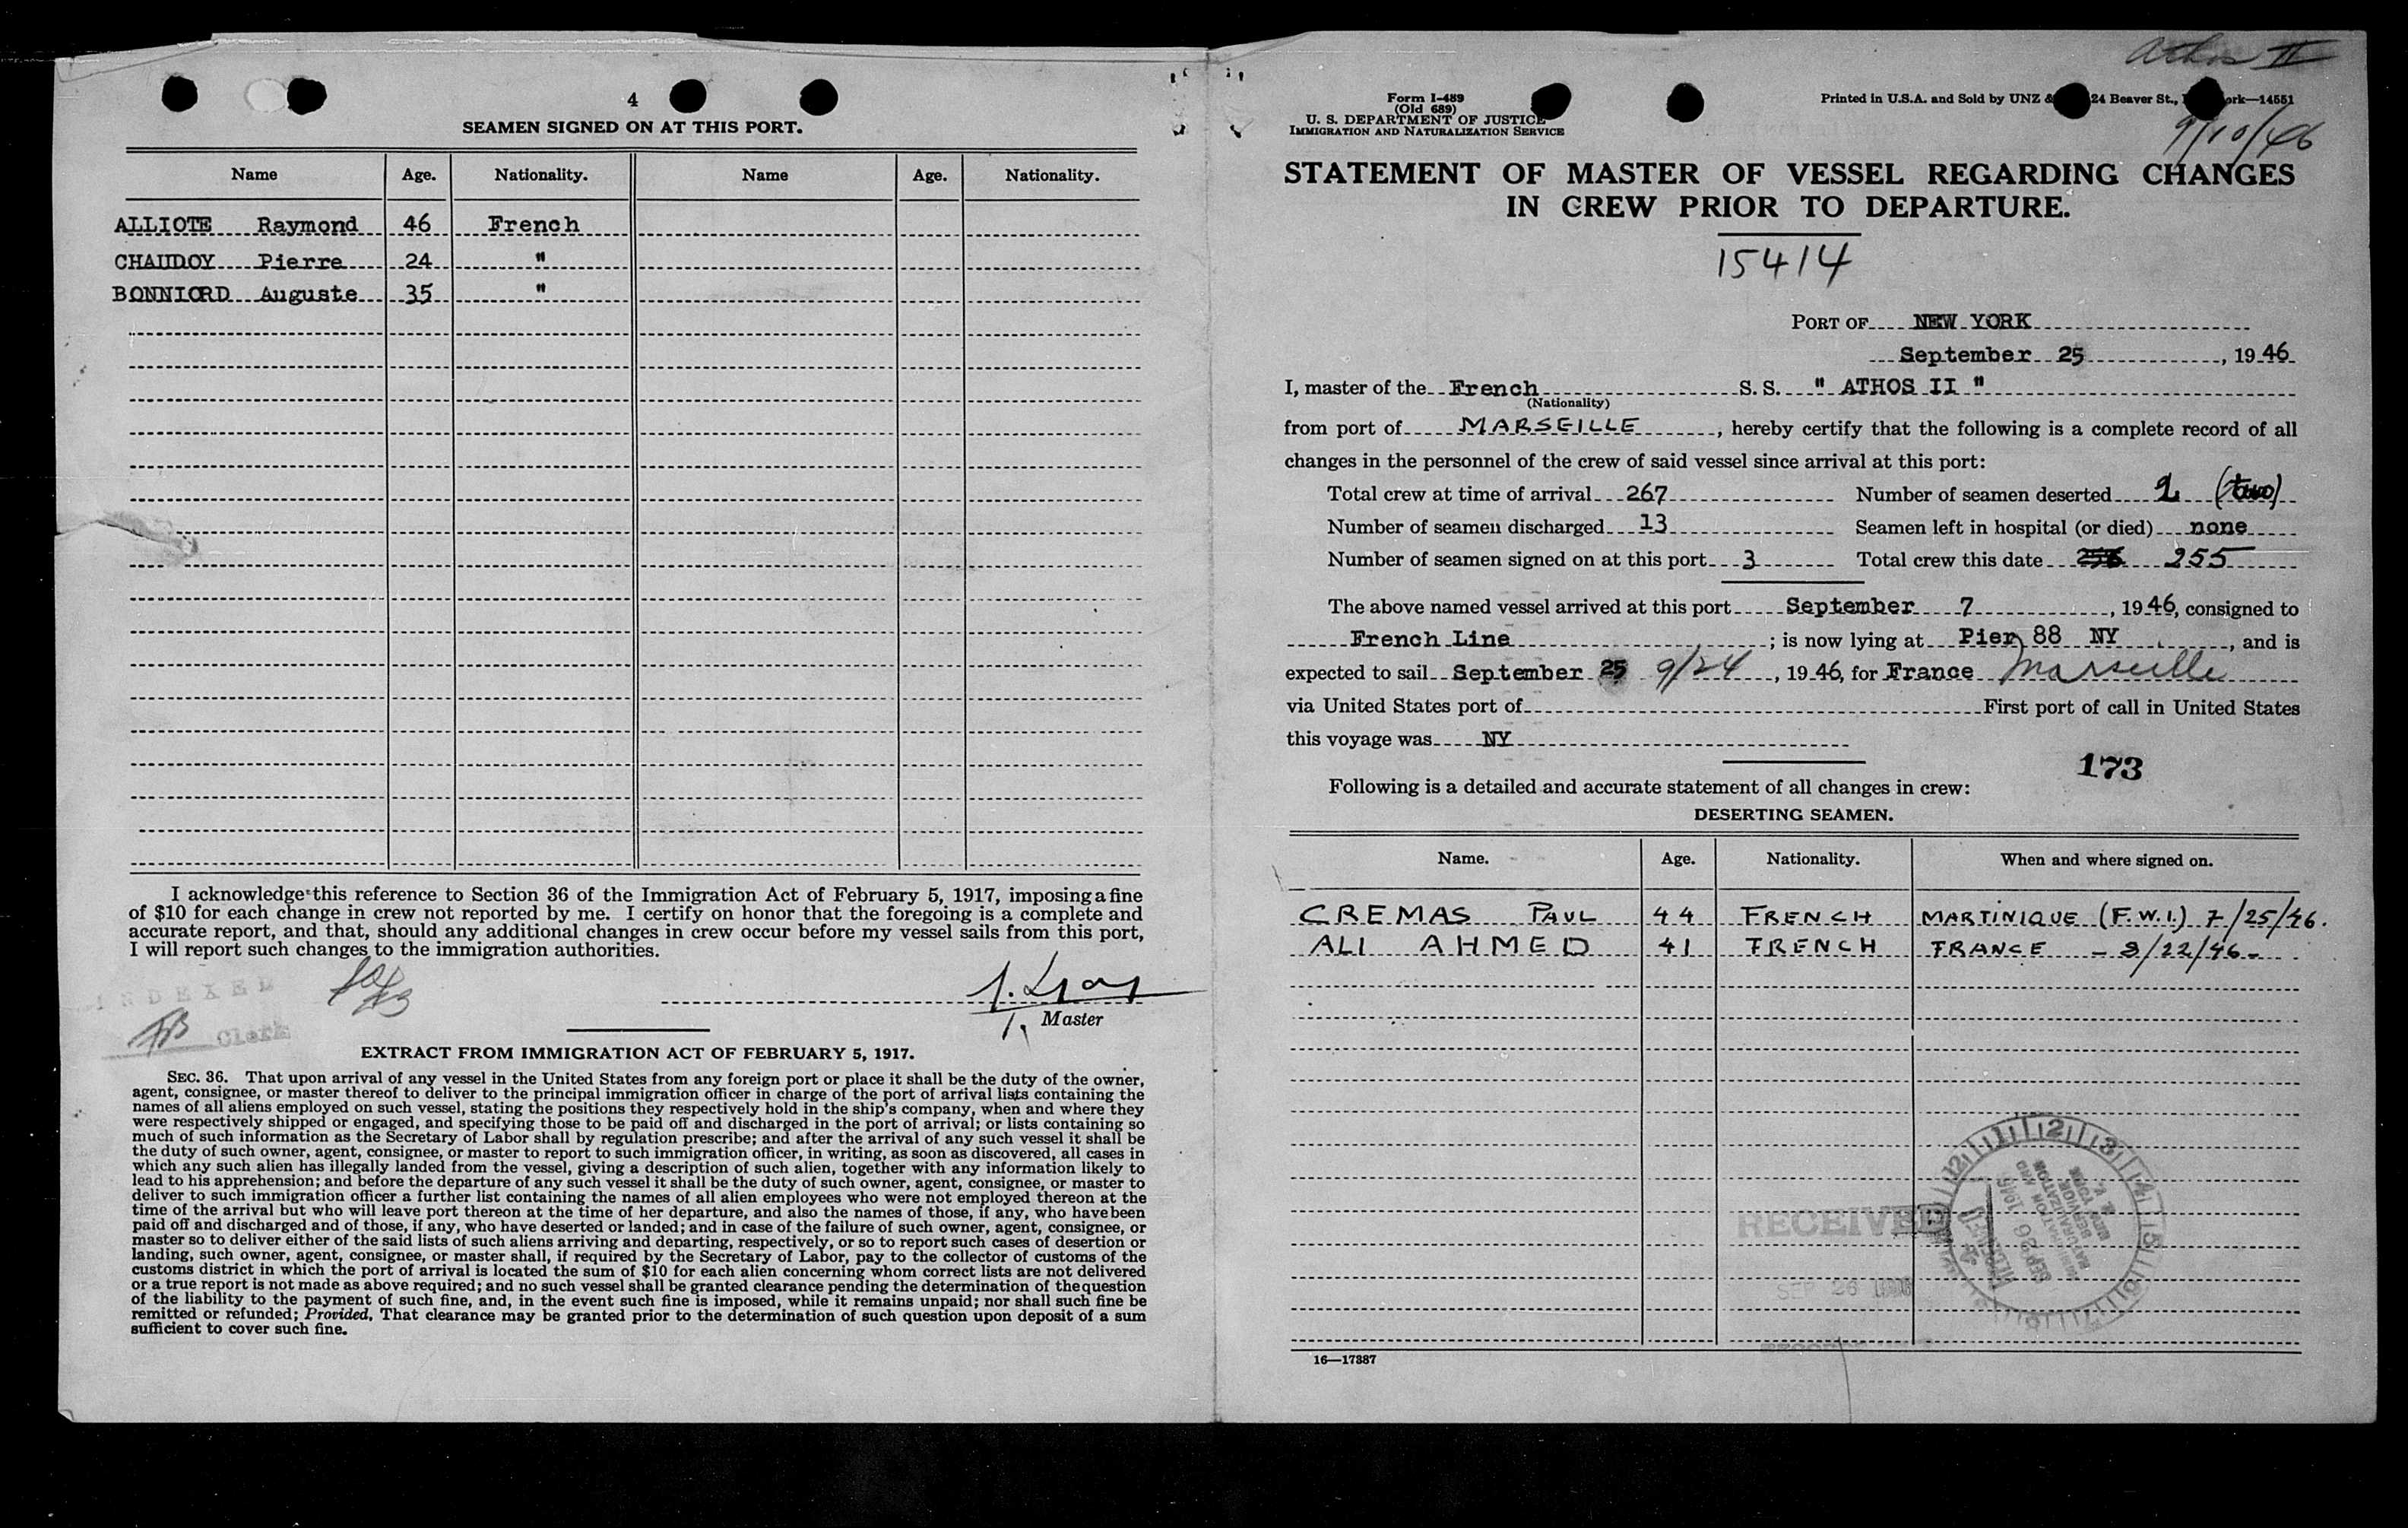 4
SEAMEN SIGNED ON AT THIS PORT.
Name Age. Nationality. Name Age. Nationality.
ALLIOTE Raymond 46 French
CHAUDOY Pierre 24 "
BONNIORD Auguste 35 "
I acknowledge this reference to Section 36 of the Immigration Act of February 5, 1917, imposing a fine
of $10 for each change in crew not reported by me. I certify on honor that the foregoing is a complete and
accurate report, and that, should any additional changes in crew occur before my vessel sails from this port,
I will report such changes to the immigration authorities.
INDEXED
Clerk
Master
EXTRACT FROM IMMIGRATION ACT OF FEBRUARY 5, 1917.
SEC. 36. That upon arrival of any vessel in the United States from any foreign port or place it shall be the duty of the owner,
agent, consignee, or master thereof to deliver to the principal immigration officer in charge of the port of arrival lists containing the
names of all aliens employed on such vessel, stating the positions they respectively hold in the ship's company, when and where they
were respectively shipped or engaged, and specifying those to be paid off and discharged in the port of arrival; or lists containing so
much of such information as the Secretary of Labor shall by regulation prescribe; and after the arrival of any such vessel it shall be
the duty of such owner, agent, consignee, or master to report to such immigration officer, in writing, as soon as discovered, all cases in
which any such alien has illegally landed from the vessel, giving a description of such alien, together with any information likely to
lead to his apprehension; and before the departure of any such vessel it shall be the duty of such owner, agent, consignee, or master to
deliver to such immigration officer a further list containing the names of all alien employees who were not employed thereon at the
time of the arrival but who will leave port thereon at the time of her departure, and also the names of those, if any, who have been
paid off and discharged and of those, if any, who have deserted or landed; and in case of the failure of such owner, agent, consignee, or
master so to deliver either of the said lists of such aliens arriving and departing, respectively, or so to report such cases of desertion or
landing, such owner, agent, consignee, or master shall, if required by the Secretary of Labor, pay to the collector of customs of the
customs district in which the port of arrival is located the sum of $10 for each alien concerning whom correct lists are not delivered
or a true report is not made as above required; and no such vessel shall be granted clearance pending the determination of the question
of the liability to the payment of such fine, and, in the event such fine is imposed, while it remains unpaid; nor shall such fine be
remitted or refunded; Provided, That clearance may be granted prior to the determination of such question upon deposit of a sum
sufficient to cover such fine.
Athos II
Form I-489
(Old 689)
U. S. DEPARTMENT OF JUSTICE
IMMIGRATION AND NATURALIZATION SERVICE
Printed in U.S.A. and Sold by UNZ & 24 Beaver St., ork—14551
9/10/46
STATEMENT OF MASTER OF VESSEL REGARDING CHANGES
IN CREW PRIOR TO DEPARTURE.
15414
PORT OF NEW YORK
September 25, 1946
I, master of the French S. S. " ATHOS II "
(Nationality)
from port of MARSEILLE, hereby certify that the following is a complete record of all
changes in the personnel of the crew of said vessel since arrival at this port:
Total crew at time of arrival 267 Number of seamen deserted 2 (two)
Number of seamen discharged 13 Seamen left in hospital (or died) none
Number of seamen signed on at this port 3 Total crew this date 256 255
The above named vessel arrived at this port September 7, 1946, consigned to
French Line; is now lying at Pier 88 NY, and is
expected to sail September 25 9/24, 1946, for France Marseille
via United States port of First port of call in United States
this voyage was NY
173
Following is a detailed and accurate statement of all changes in crew:
DESERTING SEAMEN.
Name. Age. Nationality. When and where signed on.
CREMAS PAUL 44 FRENCH MARTINIQUE (F.W.I.) 7/25/46.
ALI AHMED 41 FRENCH FRANCE - 8/22/46-
RECEIVED
SEP 26 1946
IMMIGRATION AND
NATURALIZATION
SERVICE
NEW YORK
N. Y.
SEP 26 1946
RECEIVED
16—17387